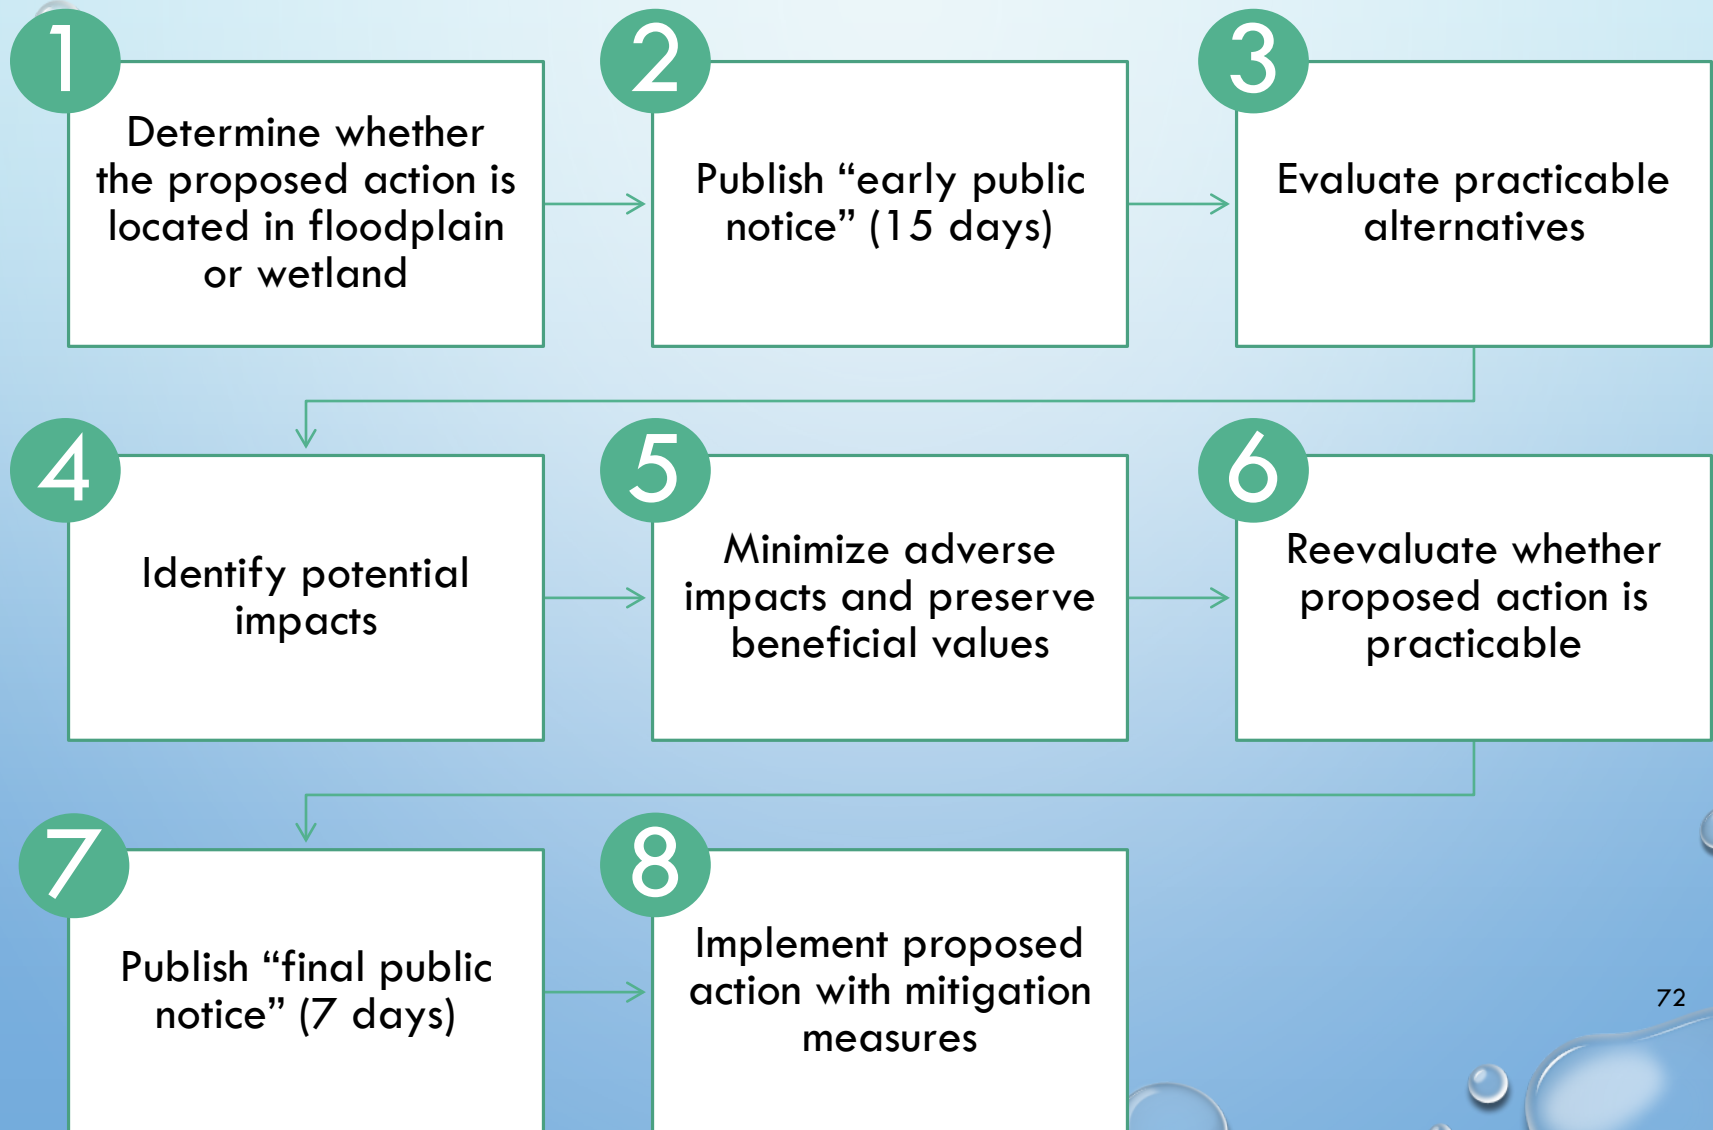 1
Determine whether
the proposed action is
located in floodplain
or wetland
2
Publish “early public
notice” (15 days)
3
Evaluate practicable
alternatives
4
Identify potential
impacts
5
Minimize adverse
impacts and preserve
beneficial values
6
Reevaluate whether
proposed action is
practicable
7
Publish “final public
notice” (7 days)
8
Implement proposed
action with mitigation
measures
72